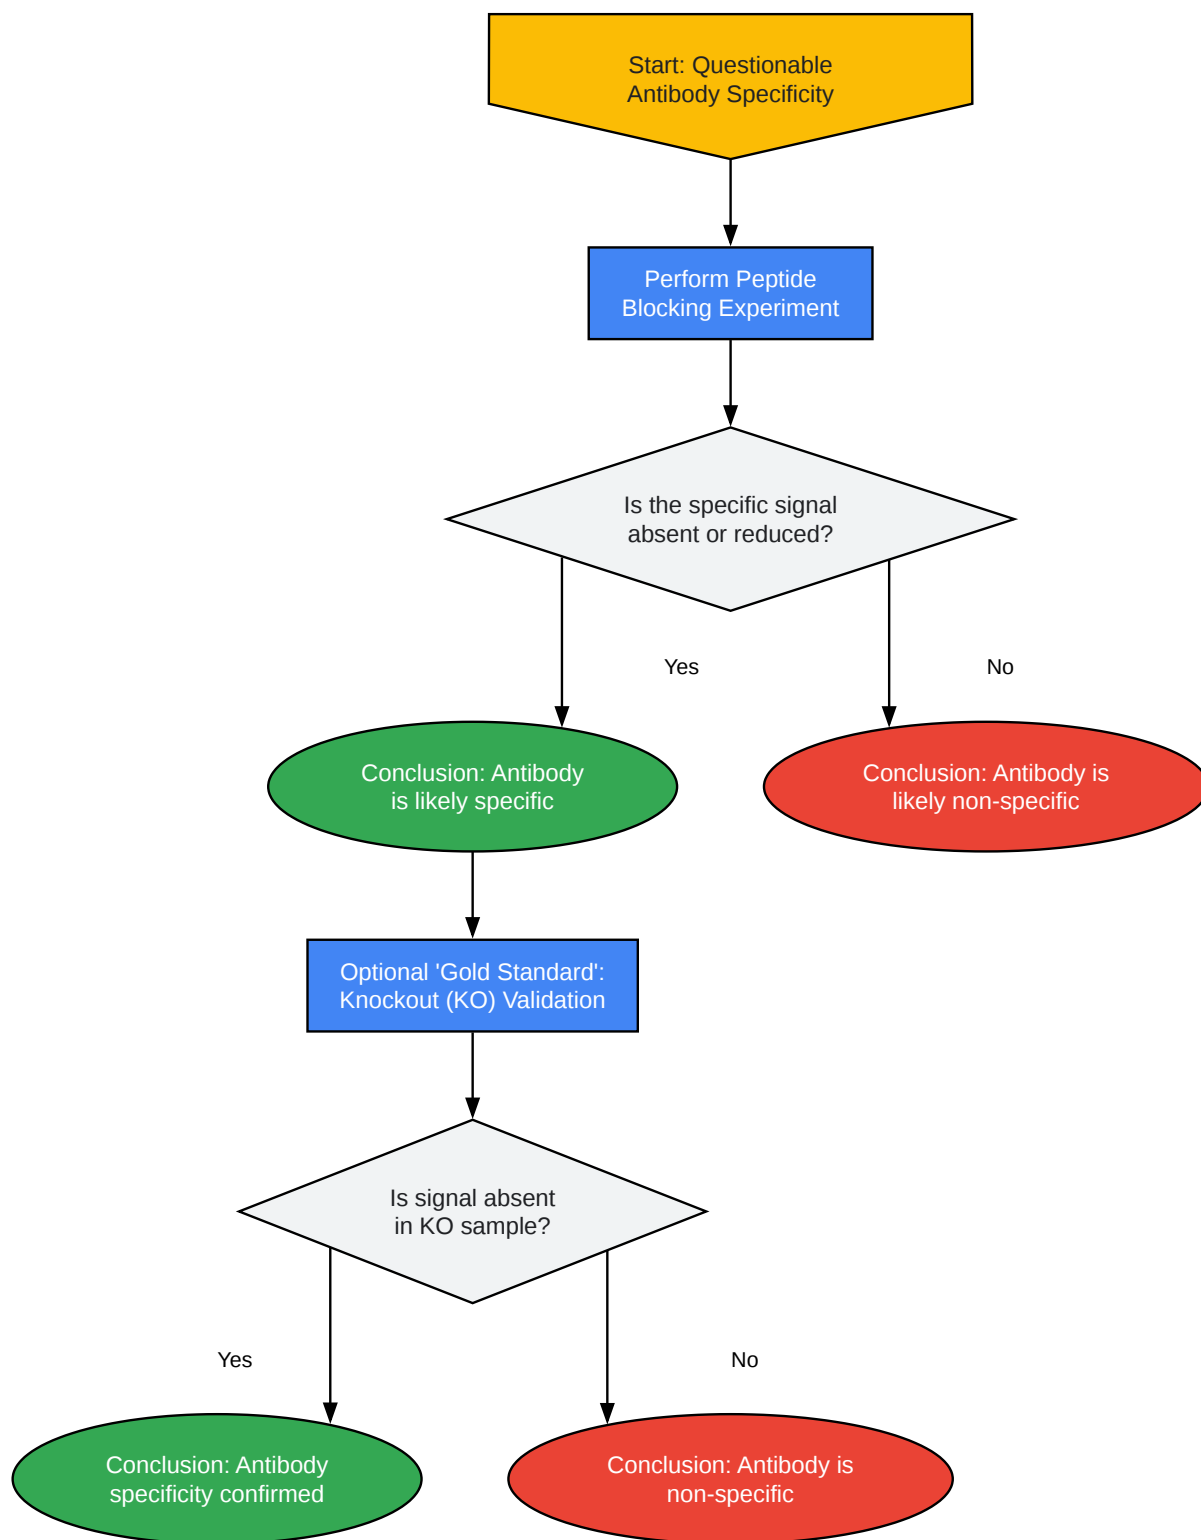 Start: Questionable
Antibody Specificity
Perform Peptide
Blocking Experiment
Is the specific signal
absent or reduced?
Yes
No
Conclusion: Antibody
is likely specific
Conclusion: Antibody is
likely non-specific
Optional 'Gold Standard':
Knockout (KO) Validation
Is signal absent
in KO sample?
Yes
No
Conclusion: Antibody
specificity confirmed
Conclusion: Antibody is
non-specific